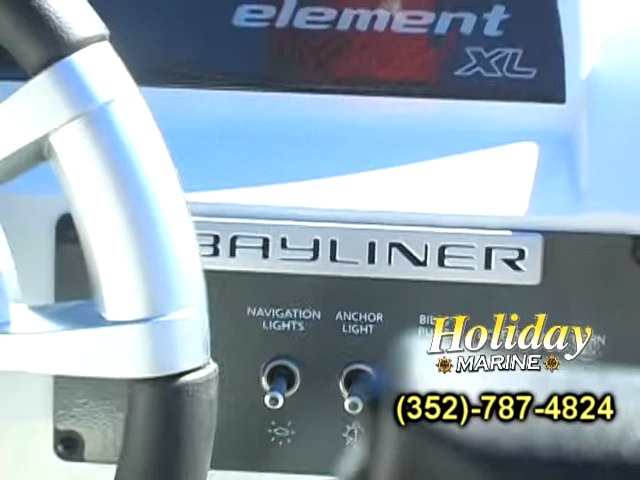 element
XL
BAYLINER
NAVIGATION ANCHOR
LIGHTS LIGHT
Holiday
MARINE
(352)-787-4824